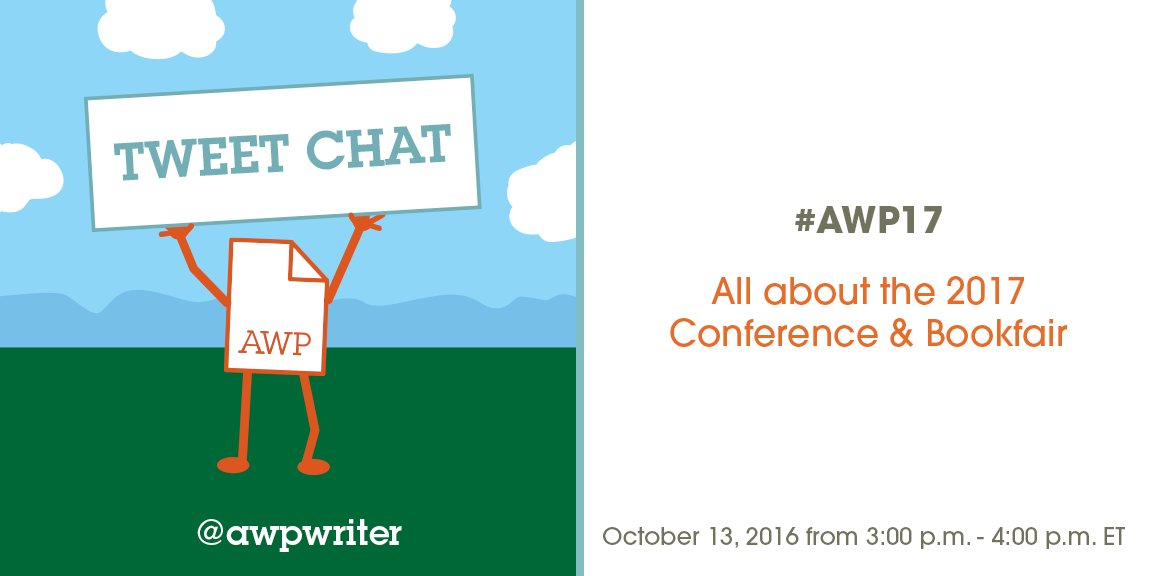 TWEET CHAT
AWP
@awpwriter
#AWP17
All about the 2017
Conference & Bookfair
October 13, 2016 from 3:00 p.m. - 4:00 p.m. ET